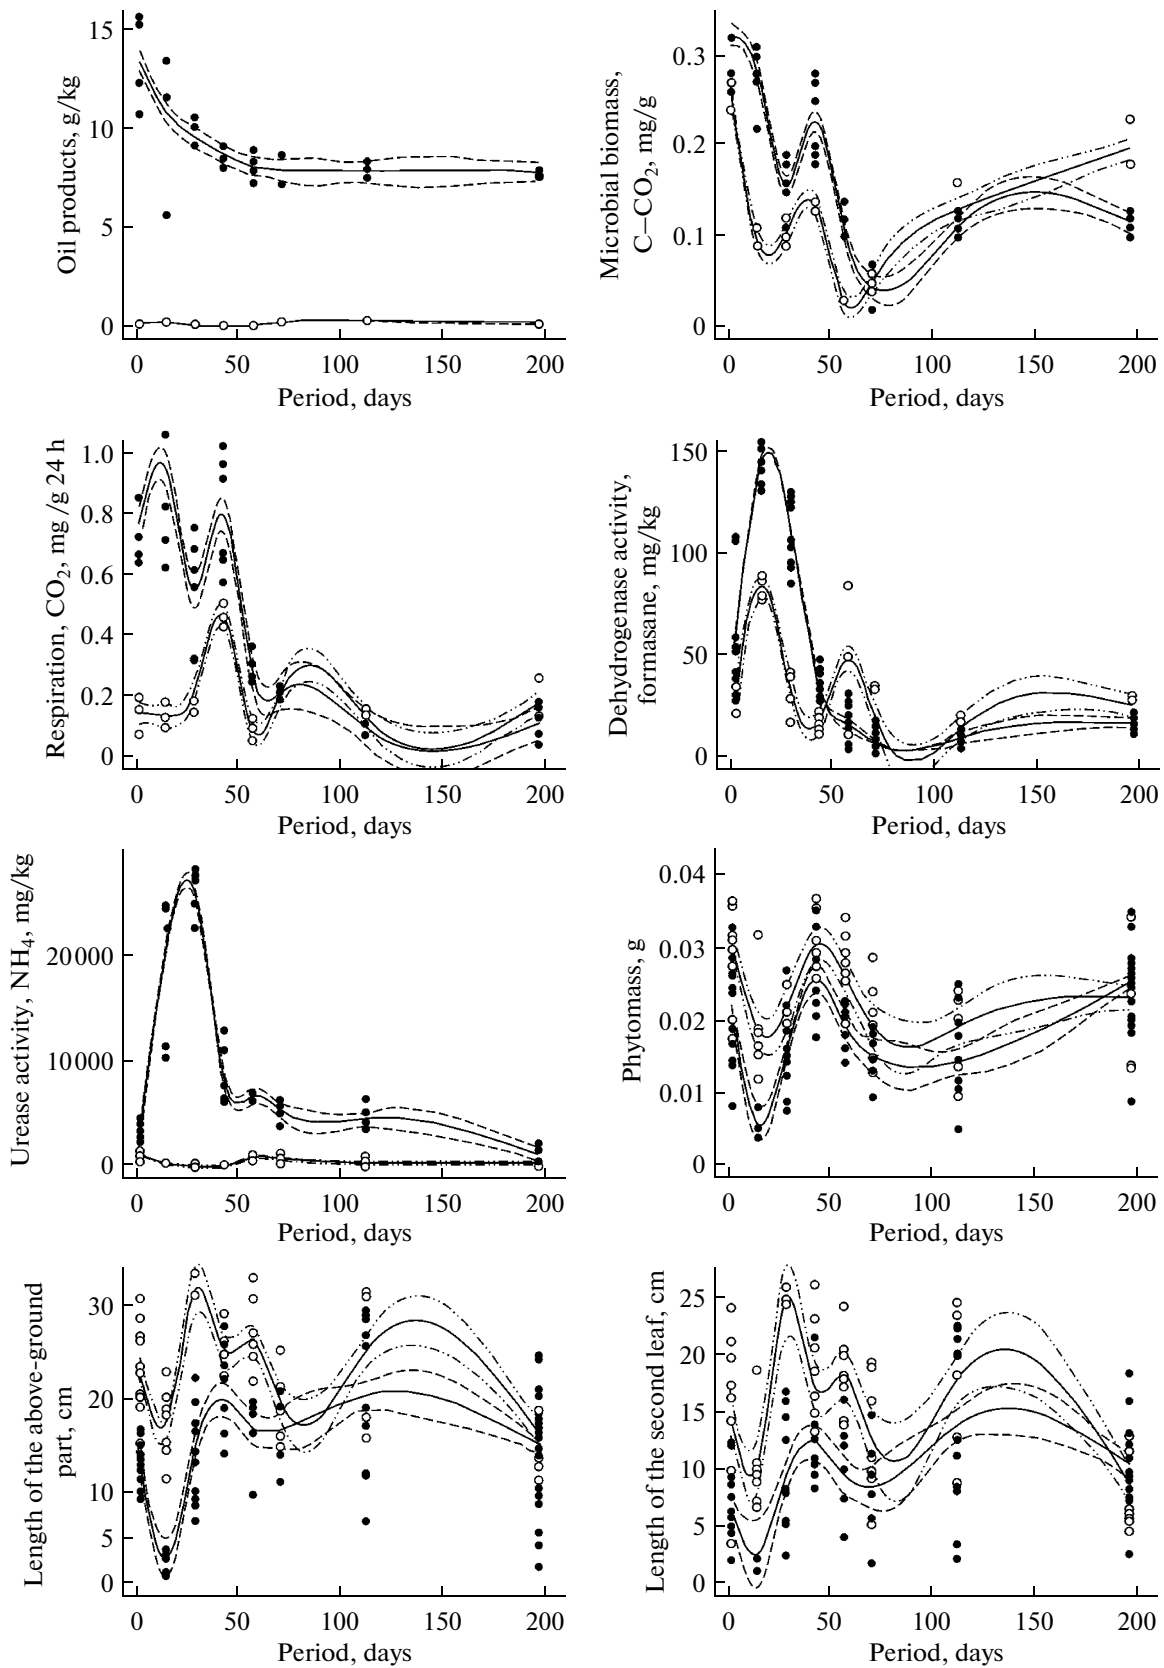 Oil products, g/kg
15
10
5
0
0 50 100 150 200
Period, days
Microbial biomass,
C–CO2, mg/g
0.3
0.2
0.1
0
0 50 100 150 200
Period, days
Respiration, CO2, mg /g 24 h
1.0
0.8
0.6
0.4
0.2
0
0 50 100 150 200
Period, days
Dehydrogenase activity,
formasane, mg/kg
150
100
50
0
0 50 100 150 200
Period, days
Urease activity, NH4, mg/kg
20000
10000
0
0 50 100 150 200
Period, days
Phytomass, g
0.04
0.03
0.02
0.01
0
0 50 100 150 200
Period, days
Length of the above-ground
part, cm
30
20
10
5
0
0 50 100 150 200
Period, days
Length of the second leaf, cm
25
20
15
10
5
0
0 50 100 150 200
Period, days